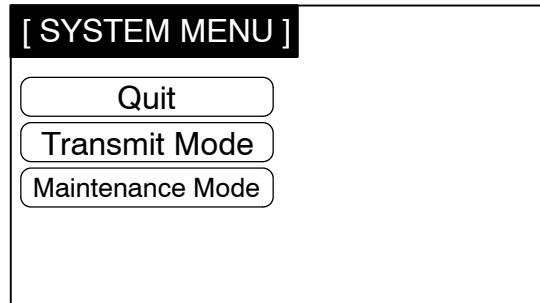 [ SYSTEM MENU ]
Quit
Transmit Mode
Maintenance Mode